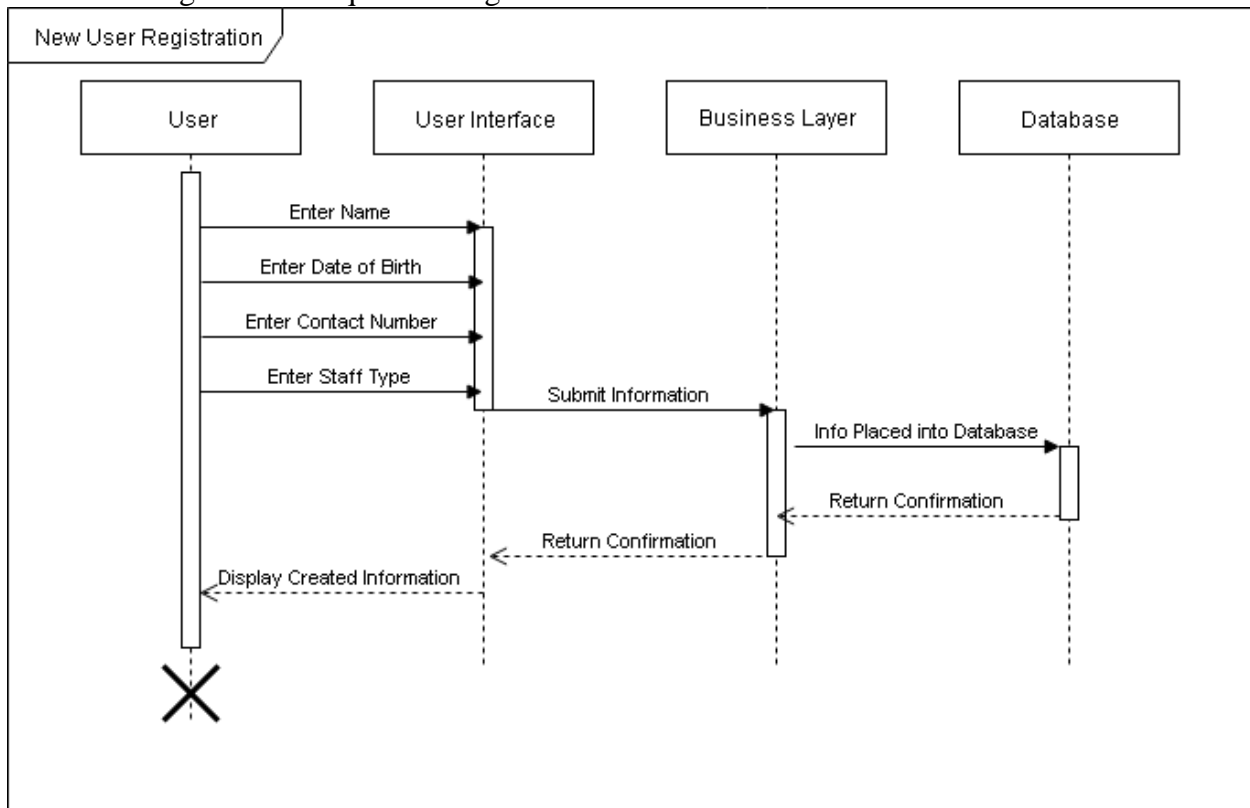 New User Registration
User
User Interface
Business Layer
Database
Enter Name
Enter Date of Birth
Enter Contact Number
Enter Staff Type
Submit Information
Info Placed into Database
Return Confirmation
Return Confirmation
Display Created Information